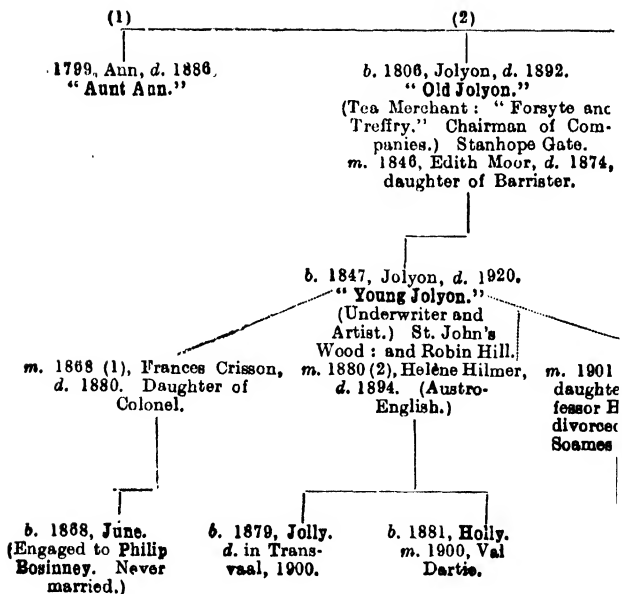 (1) (2)
1799, Ann, d. 1886,
"Aunt Ann."
b. 1806, Jolyon, d. 1892.
"Old Jolyon."
(Tea Merchant: "Forsyte and
Treffry." Chairman of Com-
panies.) Stanhope Gate.
m. 1846, Edith Moor, d. 1874,
daughter of Barrister.
b. 1847, Jolyon, d. 1920.
"Young Jolyon."
(Underwriter and
Artist.) St. John's
Wood: and Robin Hill.
m. 1868 (1), Frances Crisson,
d. 1880. Daughter of
Colonel.
m. 1880 (2), Helène Hilmer,
d. 1894. (Austro-
English.)
m. 1901
daughte
fessor H
divorced
Soames
b. 1868, June.
(Engaged to Philip
Bosinney. Never
married.)
b. 1879, Jolly.
d. in Trans-
vaal, 1900.
b. 1881, Holly.
m. 1900, Val
Dartie.